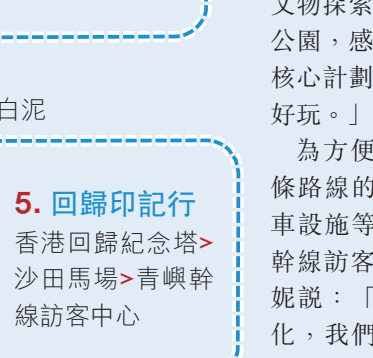 白泥
5. 回歸印記行
香港回歸紀念塔>
沙田馬場>青嶼幹
線訪客中心
文物探索
公園，感
核心計劃
好玩。」
為方便
條路線的
車設施等
幹線訪客
妮説：「
化，我們